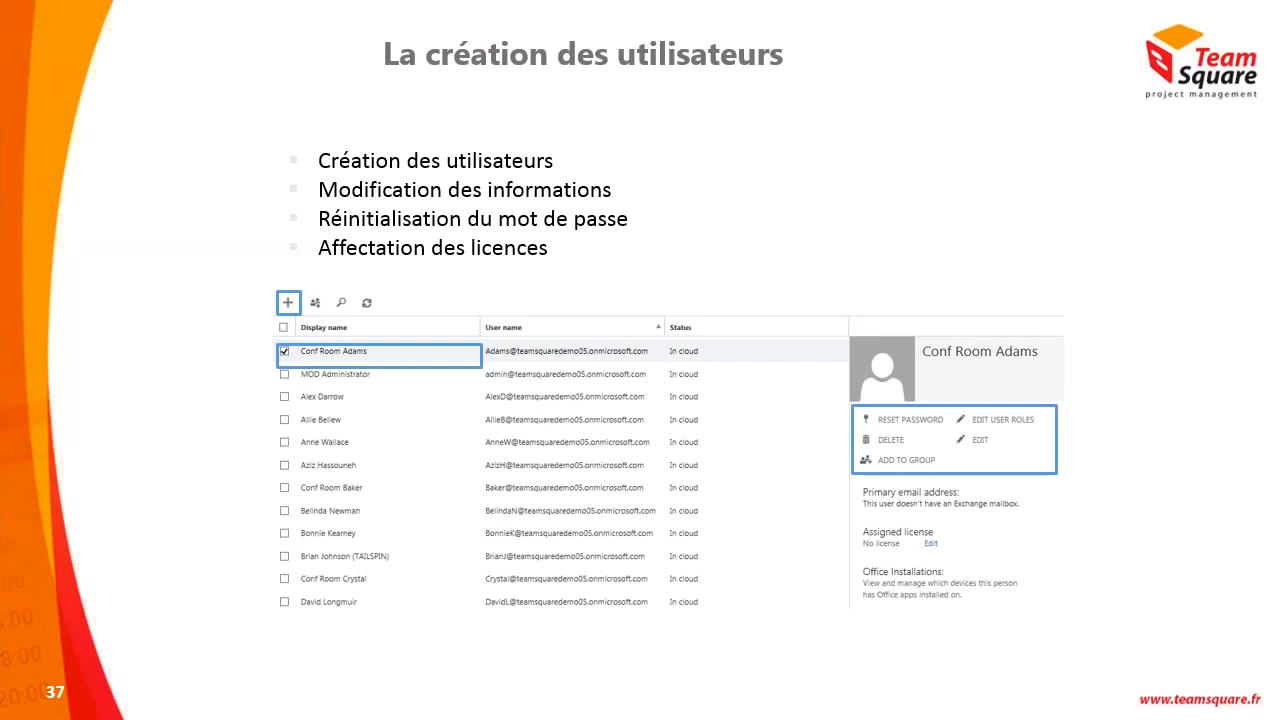 La création des utilisateurs
Team
Square
project management
Création des utilisateurs
Modification des informations
Réinitialisation du mot de passe
Affectation des licences
Display name User name Status
Conf Room Adams Adams@teamsquaredemo05.onmicrosoft.com In cloud
MOD Administrator admin@teamsquaredemo05.onmicrosoft.com In cloud
Alex Darrow AlexD@teamsquaredemo05.onmicrosoft.com In cloud
Allie Bellew AllieB@teamsquaredemo05.onmicrosoft.com In cloud
Anne Wallace AnneW@teamsquaredemo05.onmicrosoft.com In cloud
Aziz Hassouneh AzizH@teamsquaredemo05.onmicrosoft.com In cloud
Conf Room Baker Baker@teamsquaredemo05.onmicrosoft.com In cloud
Belinda Newman BelindaN@teamsquaredemo05.onmicrosoft.com In cloud
Bonnie Kearney BonnieK@teamsquaredemo05.onmicrosoft.com In cloud
Brian Johnson (TAILSPIN) BrianJ@teamsquaredemo05.onmicrosoft.com In cloud
Conf Room Crystal Crystal@teamsquaredemo05.onmicrosoft.com In cloud
David Longmuir DavidL@teamsquaredemo05.onmicrosoft.com In cloud
Conf Room Adams
RESET PASSWORD EDIT USER ROLES
DELETE EDIT
ADD TO GROUP
Primary email address:
This user doesn't have an Exchange mailbox.
Assigned license
No license Edit
Office Installations:
View and manage which devices this person
has Office apps installed on.
8:00
20:00
37
www.teamsquare.fr